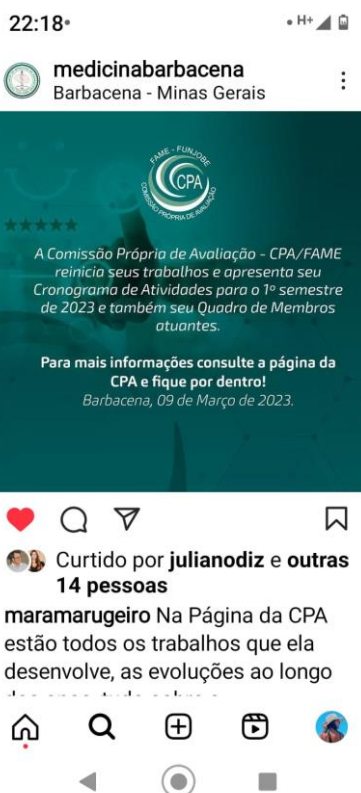 22:18
H+
medicinabarbacena
Barbacena - Minas Gerais
FAME - FUNJOBE
CPA
COMISSÃO PRÓPRIA DE AVALIAÇÃO
A Comissão Própria de Avaliação - CPA/FAME
reinicia seus trabalhos e apresenta seu
Cronograma de Atividades para o 1º semestre
de 2023 e também seu Quadro de Membros
atuantes.
Para mais informações consulte a página da
CPA e fique por dentro!
Barbacena, 09 de Março de 2023.
Curtido por julianodiz e outras
14 pessoas
maramarugeiro Na Página da CPA
estão todos os trabalhos que ela
desenvolve, as evoluções ao longo